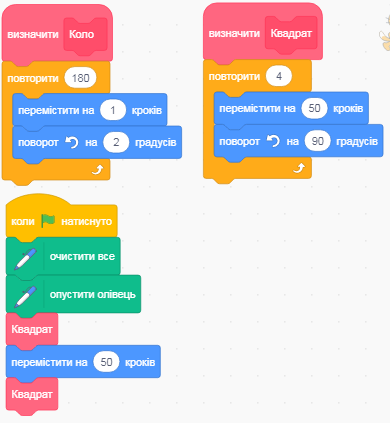 визначити Коло
повторити 180
перемістити на 1 кроків
поворот на 2 градусів
визначити Квадрат
повторити 4
перемістити на 50 кроків
поворот на 90 градусів
коли натиснуто
очистити все
опустити олівець
Квадрат
перемістити на 50 кроків
Квадрат